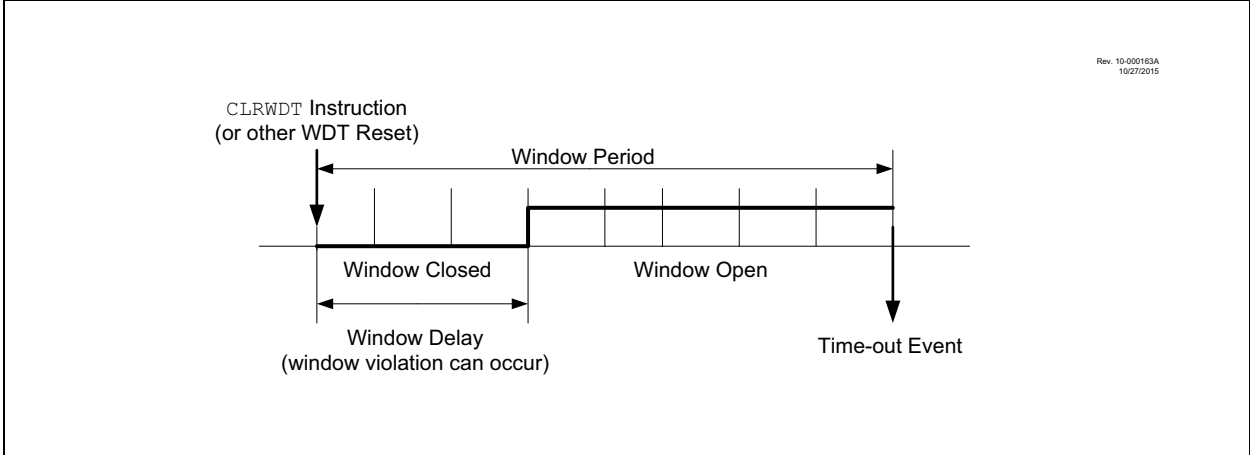 Rev. 10-000163A
10/27/2015
CLRWDT Instruction
(or other WDT Reset)
Window Period
Window Closed
Window Open
Window Delay
(window violation can occur)
Time-out Event